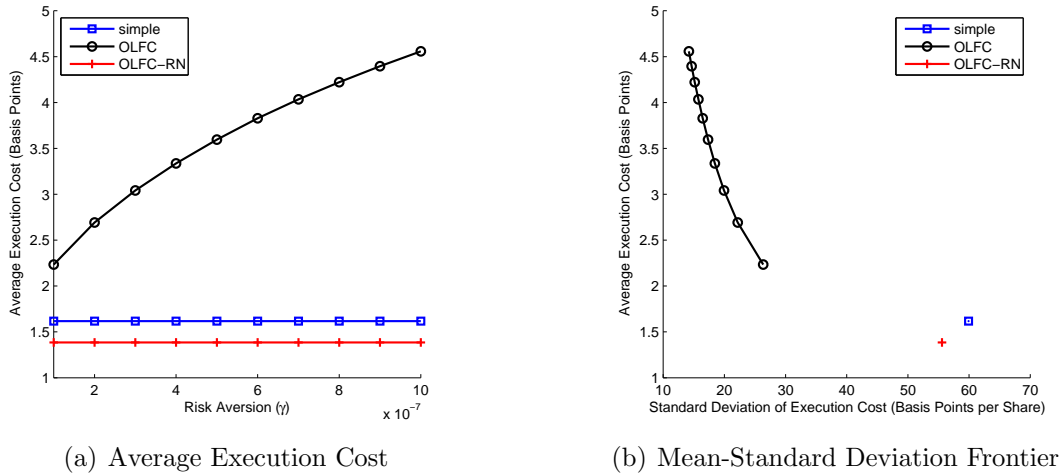 simple
OLFC
OLFC−RN
Average Execution Cost (Basis Points)
5
4.5
4
3.5
3
2.5
2
1.5
1
2
4
6
8
10
x 10⁻⁷
Risk Aversion (γ)
(a) Average Execution Cost
simple
OLFC
OLFC−RN
Average Execution Cost (Basis Points)
5
4.5
4
3.5
3
2.5
2
1.5
1
10
20
30
40
50
60
70
Standard Deviation of Execution Cost (Basis Points per Share)
(b) Mean-Standard Deviation Frontier